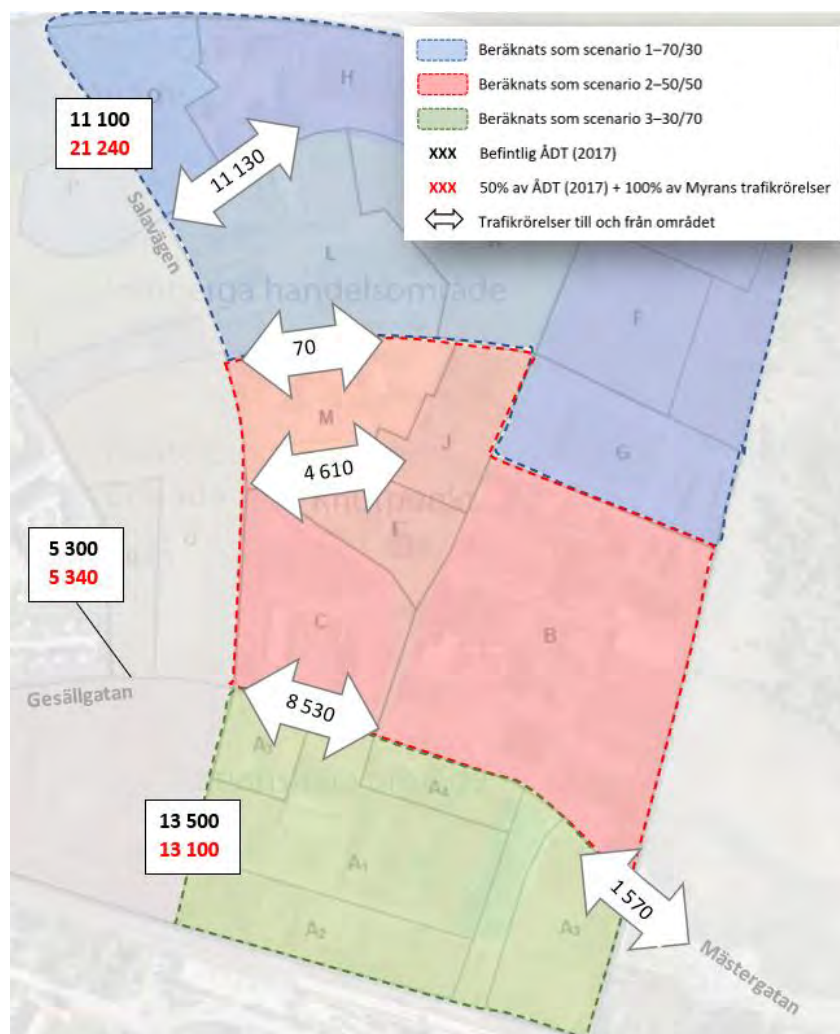 Beräknats som scenario 1–70/30
Beräknats som scenario 2–50/50
Beräknats som scenario 3–30/70
XXX Befintlig ÅDT (2017)
XXX 50% av ÅDT (2017) + 100% av Myrans trafikrörelser
Trafikrörelser till och från området
H
11 100
21 240
11 130
Salavägen
L
handelsområde
F
70
M
J
G
4 610
E
5 300
5 340
C
B
Gesällgatan
8 530
A4
13 500
13 100
A1
A2
A3
1 570
Mästergatan